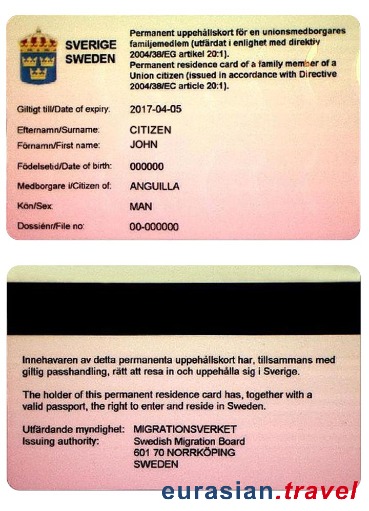 SVERIGE
SWEDEN
Permanent uppehållskort för en unionsmedborgares
familjemedlem (utfärdat i enlighet med direktiv
2004/38/EG artikel 20:1).
Permanent residence card of a family member of a
Union citizen (issued in accordance with Directive
2004/38/EC article 20:1).
Giltigt till/Date of expiry: 2017-04-05
Efternamn/Surname: CITIZEN
Förnamn/First name: JOHN
Födelsetid/Date of birth: 000000
Medborgare i/Citizen of: ANGUILLA
Kön/Sex: MAN
Dossiénr/File no: 00-000000
Innehavaren av detta permanenta uppehållskort har, tillsammans med
giltig passhandling, rätt att resa in och uppehålla sig i Sverige.
The holder of this permanent residence card has, together with a
valid passport, the right to enter and reside in Sweden.
Utfärdande myndighet: MIGRATIONSVERKET
Issuing authority: Swedish Migration Board
601 70 NORRKÖPING
SWEDEN
eurasian.travel